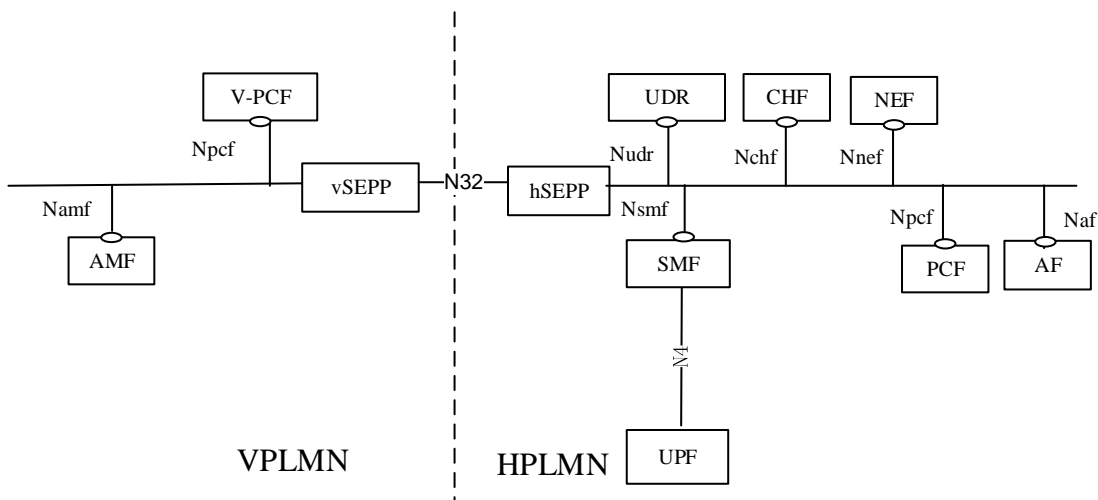 V-PCF
UDR
CHF
NEF
Npcf
Nudr
Nchf
Nnef
vSEPP
N32
hSEPP
Namf
Nsmf
Npcf
Naf
AMF
SMF
PCF
AF
N4
VPLMN
HPLMN
UPF